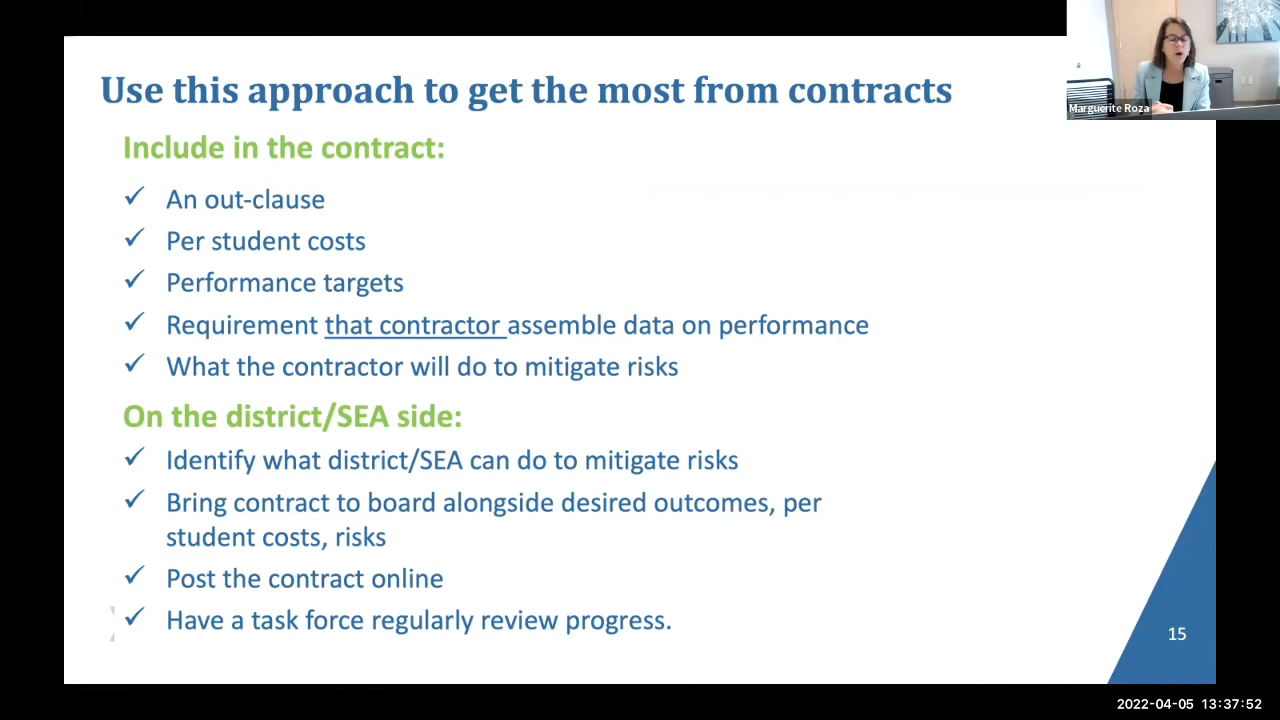 Use this approach to get the most from contracts
Marguerite Roza
Include in the contract:
✓ An out-clause
✓ Per student costs
✓ Performance targets
✓ Requirement that contractor assemble data on performance
✓ What the contractor will do to mitigate risks
On the district/SEA side:
✓ Identify what district/SEA can do to mitigate risks
✓ Bring contract to board alongside desired outcomes, per
student costs, risks
✓ Post the contract online
✓ Have a task force regularly review progress.
15
2022-04-05 13:37:52